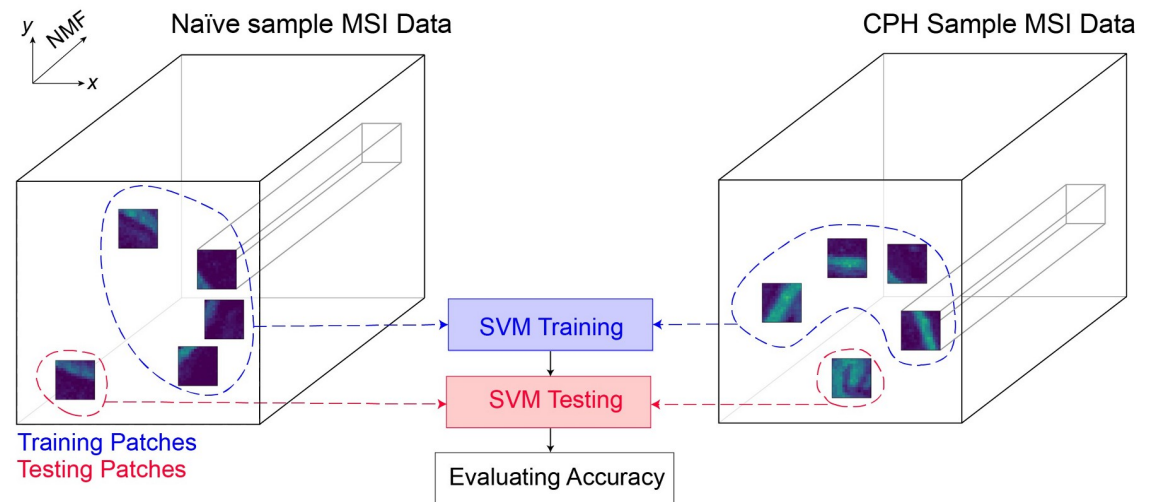 y
NMF
x
Naïve sample MSI Data
CPH Sample MSI Data
SVM Training
SVM Testing
Evaluating Accuracy
Training Patches
Testing Patches